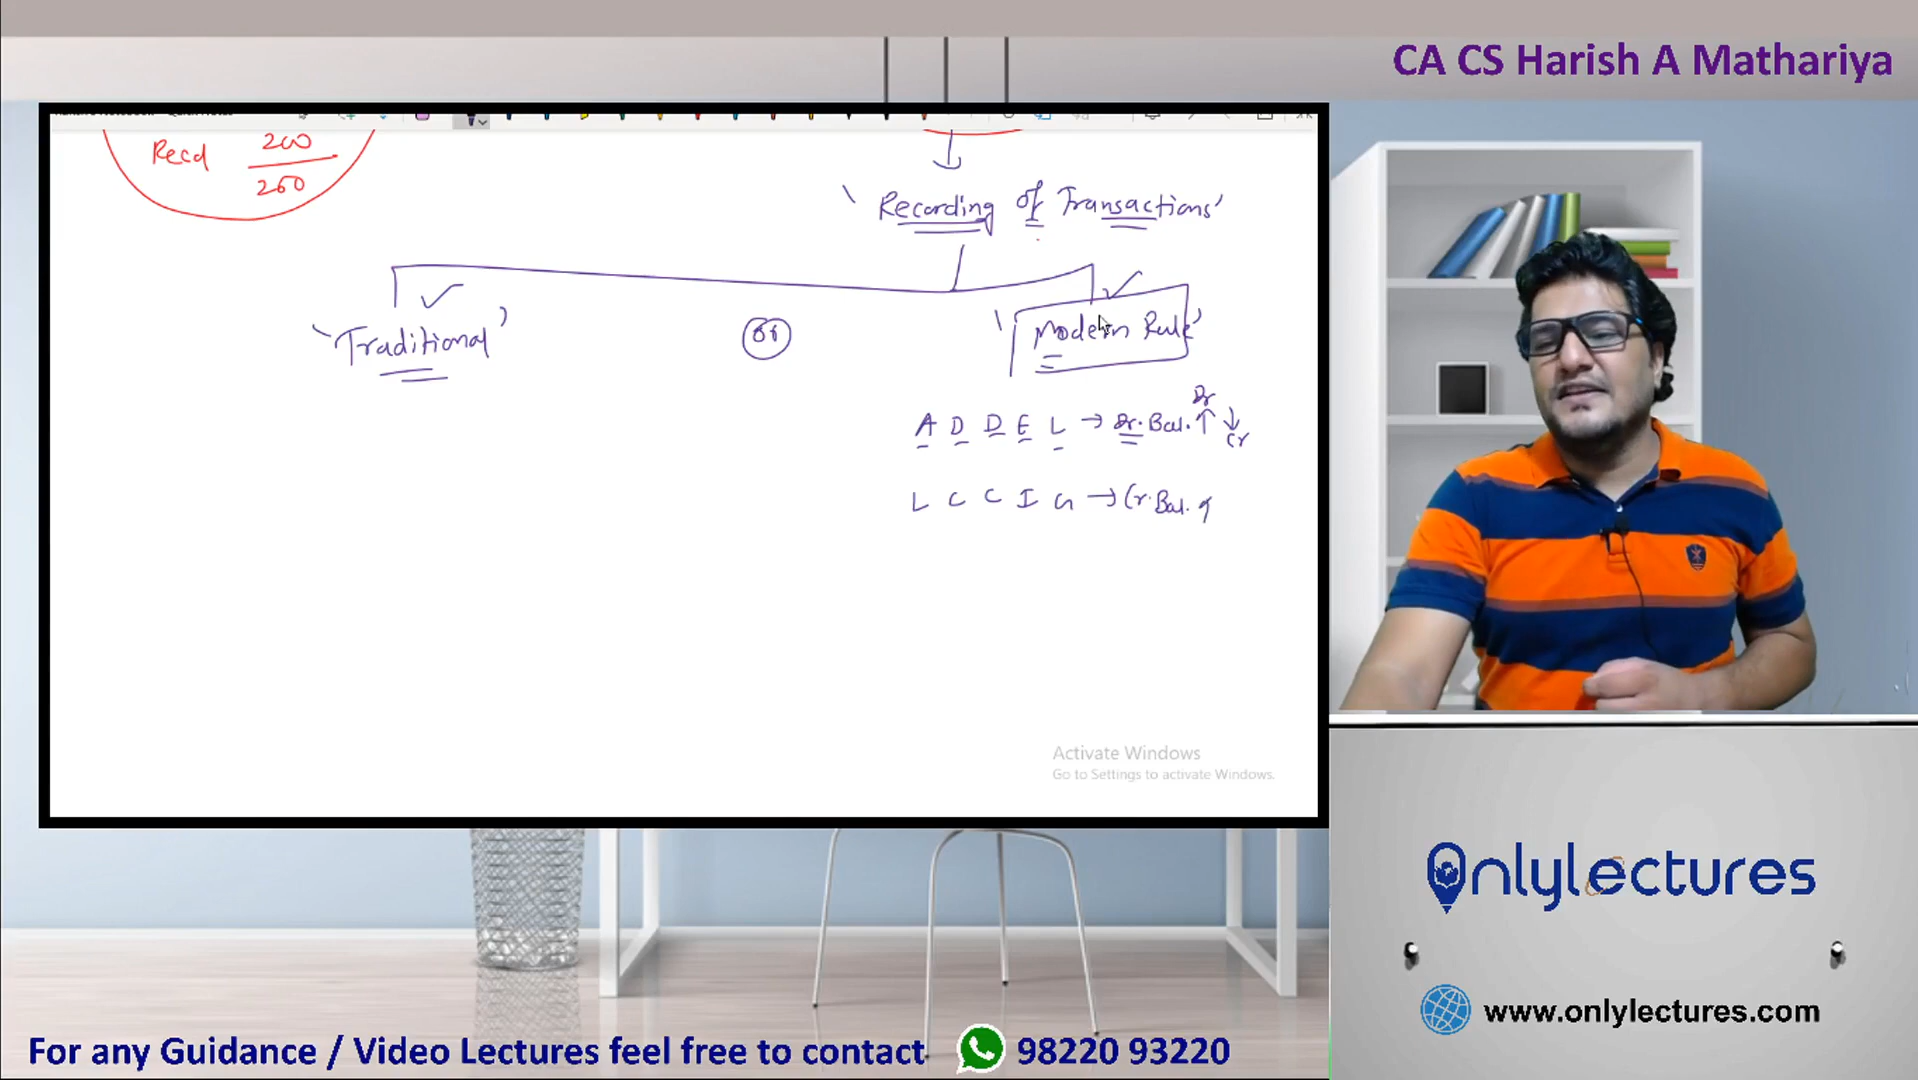 CA CS Harish A Mathariya
Recd 200
260
Recording of Transactions'
Traditional'
or
'Modern Rule'
Dr
A D D E L → Dr. Bal. ↑ ↓
Cr
L C C I G → Cr. Bal. ↑
Activate Windows
Go to Settings to activate Windows.
Onlylectures
www.onlylectures.com
For any Guidance / Video Lectures feel free to contact 98220 93220